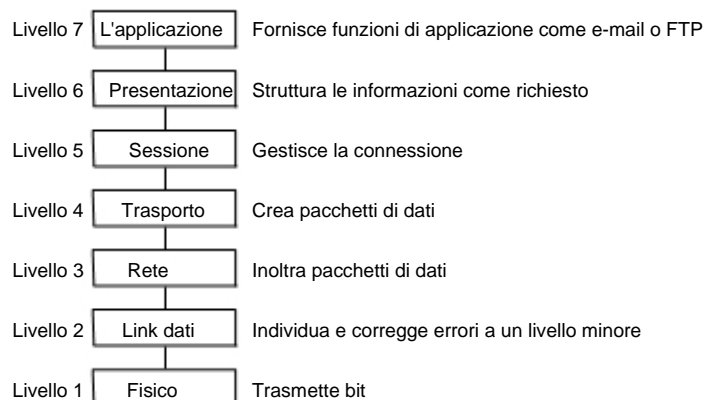 Livello 7 L'applicazione Fornisce funzioni di applicazione come e-mail o FTP
Livello 6 Presentazione Struttura le informazioni come richiesto
Livello 5 Sessione Gestisce la connessione
Livello 4 Trasporto Crea pacchetti di dati
Livello 3 Rete Inoltra pacchetti di dati
Livello 2 Link dati Individua e corregge errori a un livello minore
Livello 1 Fisico Trasmette bit